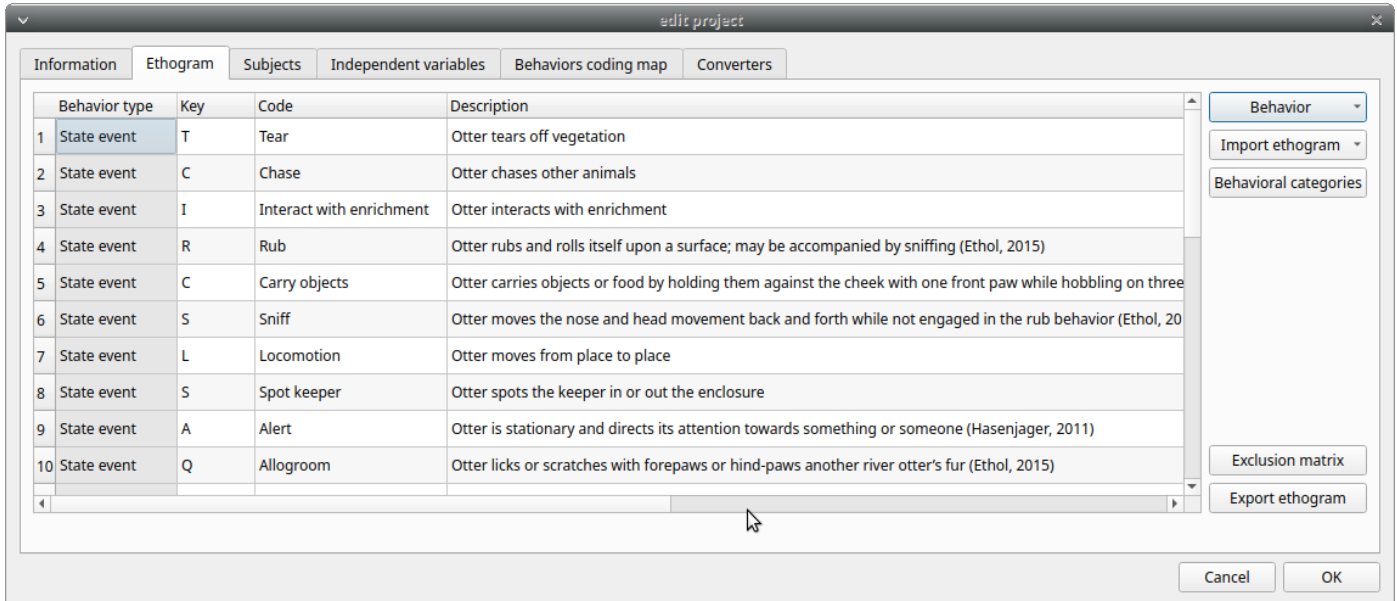 edit project
Information Ethogram Subjects Independent variables Behaviors coding map Converters
Behavior type Key Code Description
1 State event T Tear Otter tears off vegetation
2 State event C Chase Otter chases other animals
3 State event I Interact with enrichment Otter interacts with enrichment
4 State event R Rub Otter rubs and rolls itself upon a surface; may be accompanied by sniffing (Ethol, 2015)
5 State event C Carry objects Otter carries objects or food by holding them against the cheek with one front paw while hobbling on three
6 State event S Sniff Otter moves the nose and head movement back and forth while not engaged in the rub behavior (Ethol, 20
7 State event L Locomotion Otter moves from place to place
8 State event S Spot keeper Otter spots the keeper in or out the enclosure
9 State event A Alert Otter is stationary and directs its attention towards something or someone (Hasenjager, 2011)
10 State event Q Allogroom Otter licks or scratches with forepaws or hind-paws another river otter's fur (Ethol, 2015)
Behavior
Import ethogram
Behavioral categories
Exclusion matrix
Export ethogram
Cancel OK